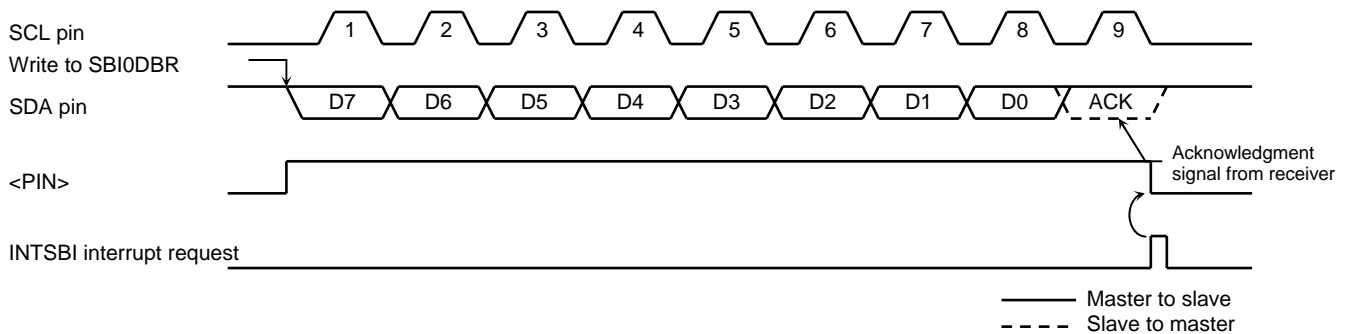 SCL pin
1 2 3 4 5 6 7 8 9
Write to SBI0DBR
SDA pin
D7 D6 D5 D4 D3 D2 D1 D0 ACK
Acknowledgment
signal from receiver
<PIN>
INTSBI interrupt request
Master to slave
Slave to master